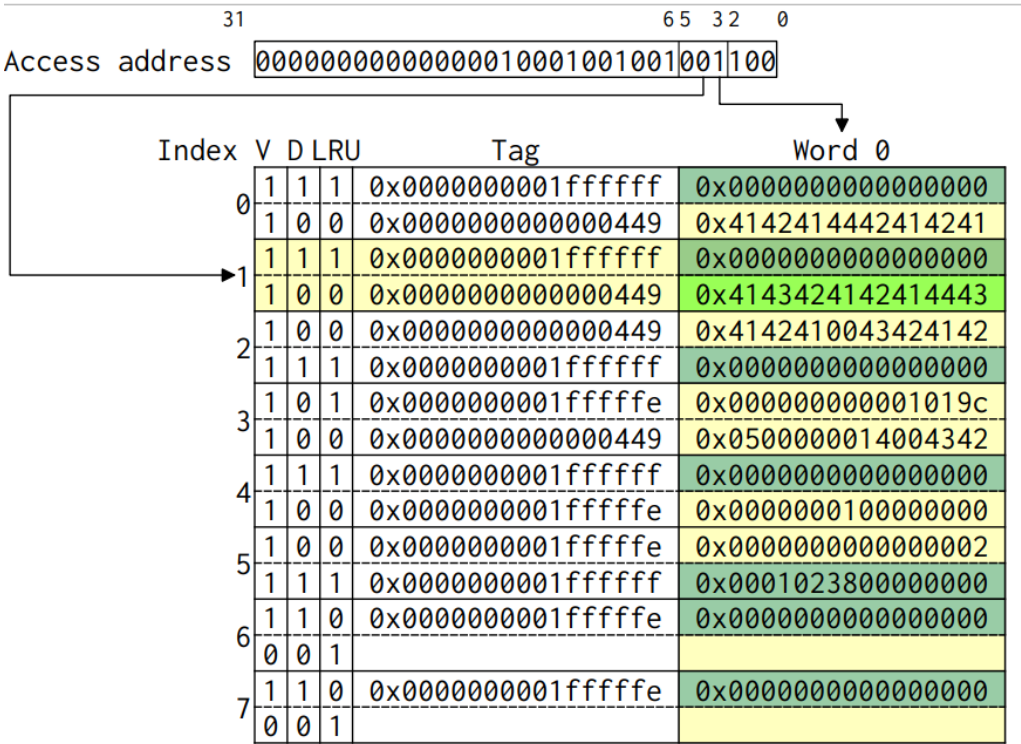 31 6 5 3 2 0
Access address 00000000000000010001001001 001 100
Index V D LRU Tag Word 0
0
1 1 1 0x0000000001ffffff 0x0000000000000000
1 0 0 0x0000000000000449 0x4142414442414241
1
1 1 1 0x0000000001ffffff 0x0000000000000000
1 0 0 0x0000000000000449 0x4143424142414443
2
1 0 0 0x0000000000000449 0x4142410043424142
1 1 1 0x0000000001ffffff 0x0000000000000000
3
1 0 1 0x0000000001fffffe 0x000000000001019c
1 0 0 0x0000000000000449 0x0500000014004342
4
1 1 1 0x0000000001ffffff 0x0000000000000000
1 0 0 0x0000000001fffffe 0x0000000100000000
5
1 0 0 0x0000000001fffffe 0x0000000000000002
1 1 1 0x0000000001ffffff 0x0001023800000000
6
1 1 0 0x0000000001fffffe 0x0000000000000000
0 0 1
7
1 1 0 0x0000000001fffffe 0x0000000000000000
0 0 1